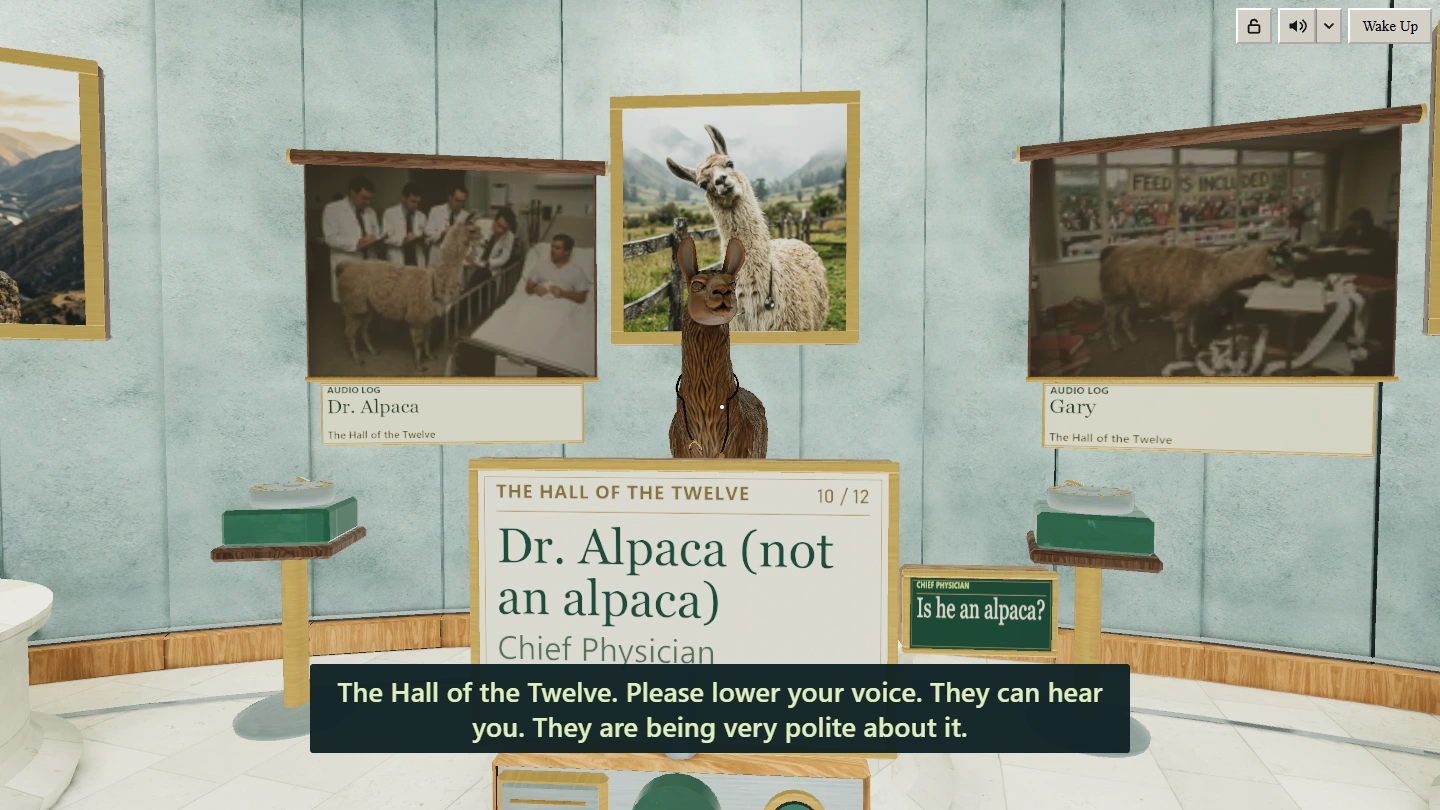 Wake Up
FEED IS INCLUDED
AUDIO LOG
Dr. Alpaca
The Hall of the Twelve
AUDIO LOG
Gary
The Hall of the Twelve
THE HALL OF THE TWELVE 10 / 12
Dr. Alpaca (not
an alpaca)
Chief Physician
CHIEF PHYSICIAN
Is he an alpaca?
The Hall of the Twelve. Please lower your voice. They can hear
you. They are being very polite about it.